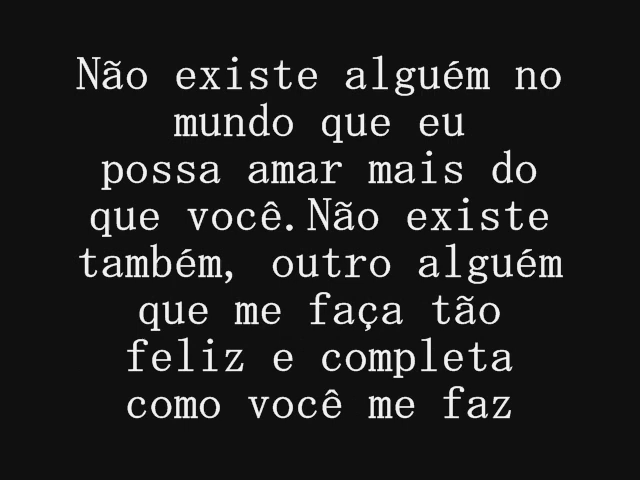 Não existe alguém no
mundo que eu
possa amar mais do
que você.Não existe
também, outro alguém
que me faça tão
feliz e completa
como você me faz